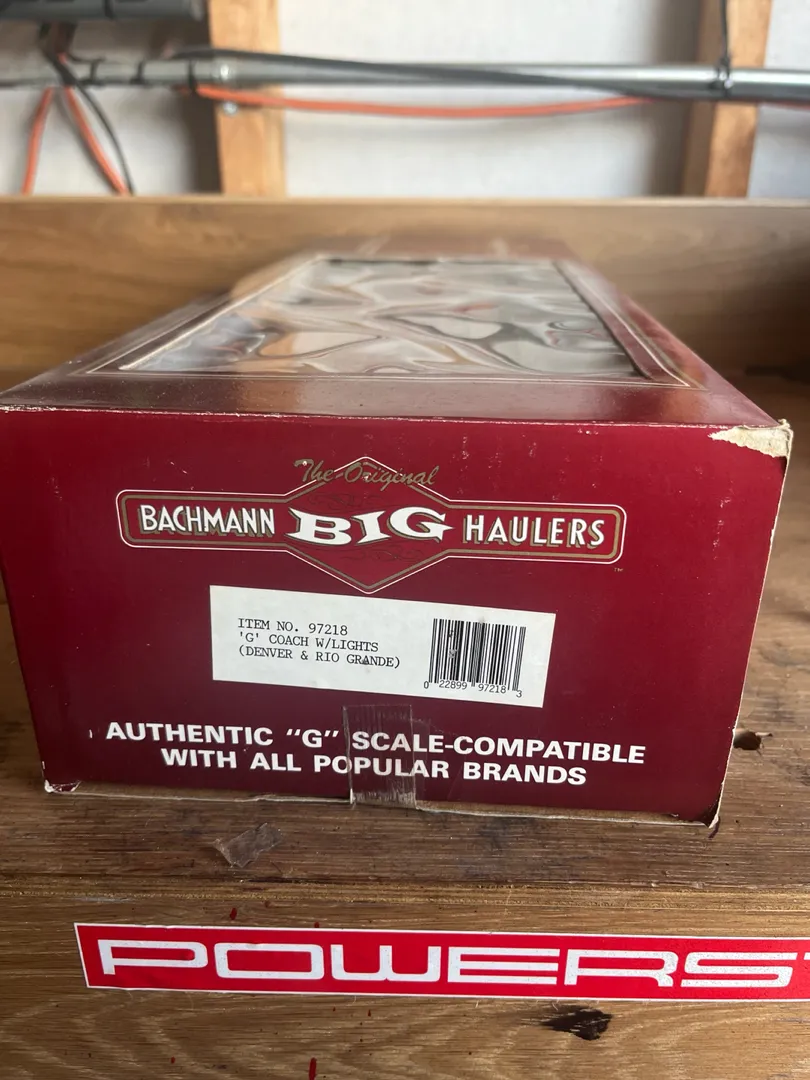 The Original
BACHMANN BIG HAULERS
TM
ITEM NO. 97218
'G' COACH W/LIGHTS
(DENVER & RIO GRANDE)
0 22899 97218 3
AUTHENTIC "G" SCALE-COMPATIBLE
WITH ALL POPULAR BRANDS
POWERS